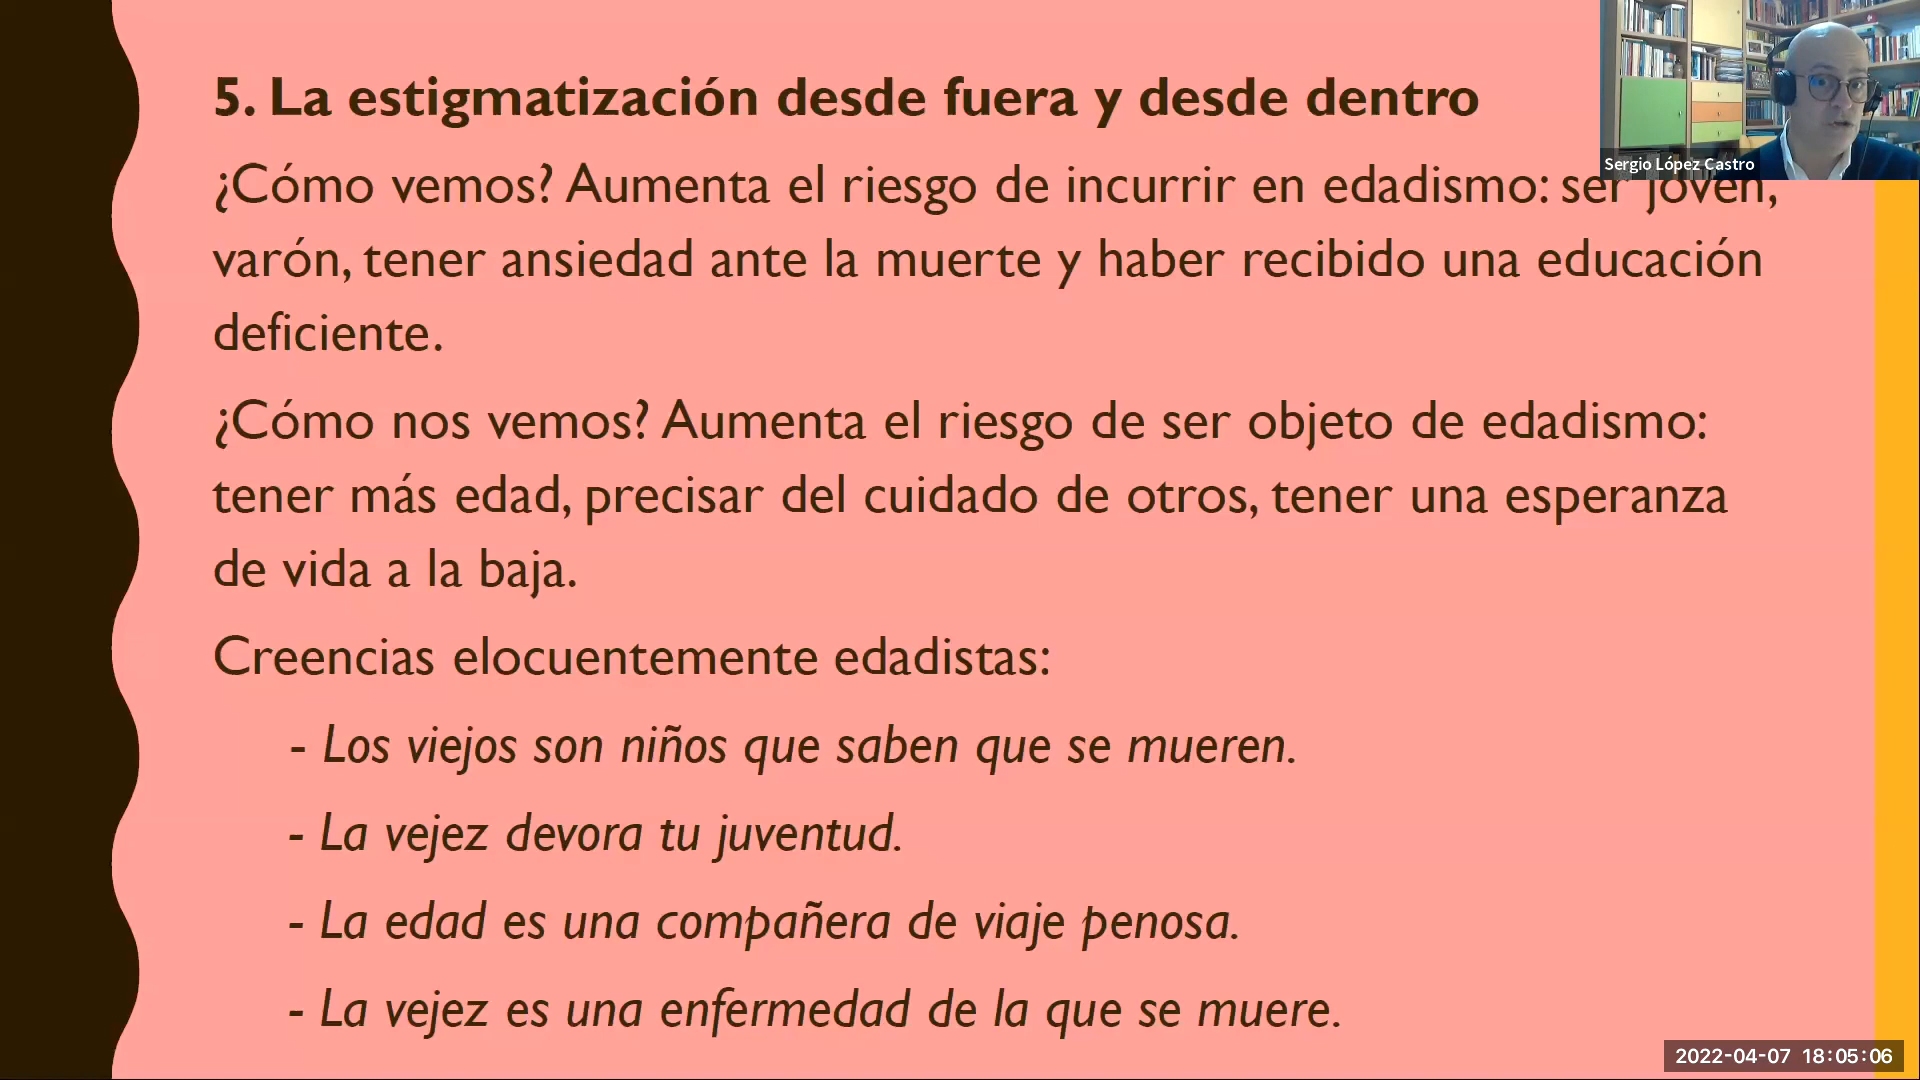 5. La estigmatización desde fuera y desde dentro
Sergio López Castro
¿Cómo vemos? Aumenta el riesgo de incurrir en edadismo: ser joven,
varón, tener ansiedad ante la muerte y haber recibido una educación
deficiente.
¿Cómo nos vemos? Aumenta el riesgo de ser objeto de edadismo:
tener más edad, precisar del cuidado de otros, tener una esperanza
de vida a la baja.
Creencias elocuentemente edadistas:
- Los viejos son niños que saben que se mueren.
- La vejez devora tu juventud.
- La edad es una compañera de viaje penosa.
- La vejez es una enfermedad de la que se muere.
2022-04-07 18:05:06